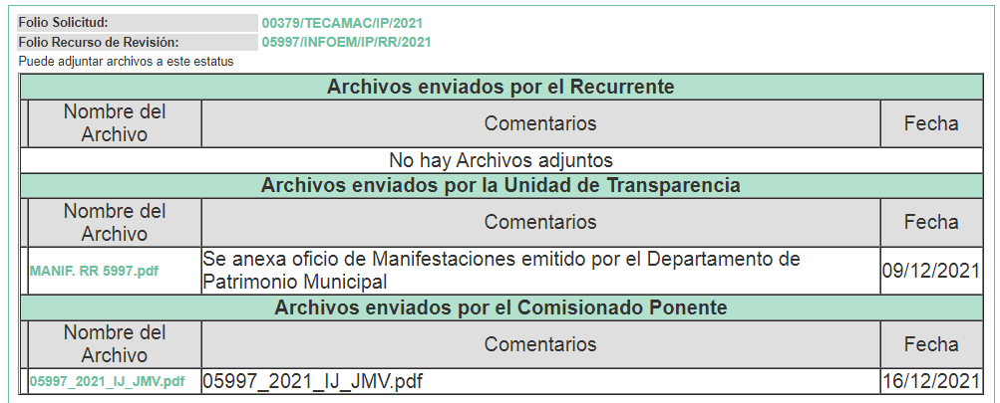 Folio Solicitud: 00379/TECAMAC/IP/2021
Folio Recurso de Revisión: 05997/INFOEM/IP/RR/2021
Puede adjuntar archivos a este estatus
Archivos enviados por el Recurrente
Nombre del
Archivo
Comentarios
Fecha
No hay Archivos adjuntos
Archivos enviados por la Unidad de Transparencia
Nombre del
Archivo
Comentarios
Fecha
MANIF. RR 5997.pdf
Se anexa oficio de Manifestaciones emitido por el Departamento de
Patrimonio Municipal
09/12/2021
Archivos enviados por el Comisionado Ponente
Nombre del
Archivo
Comentarios
Fecha
05997_2021_IJ_JMV.pdf
05997_2021_IJ_JMV.pdf
16/12/2021